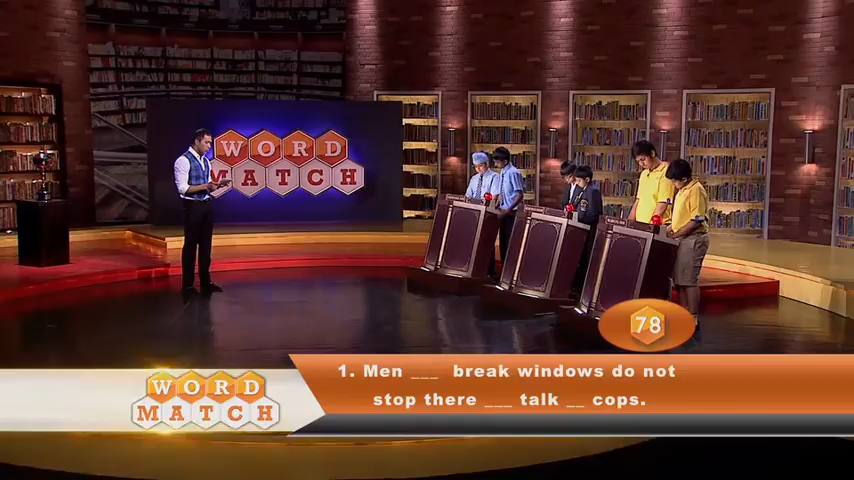 WORD
MATCH
78
1. Men ___ break windows do not
stop there ___ talk __ cops.
WORD
MATCH